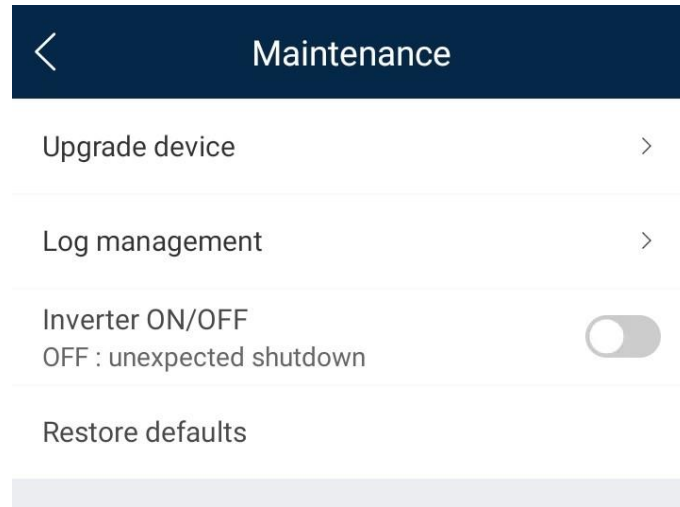 Maintenance
Upgrade device
Log management
Inverter ON/OFF
OFF : unexpected shutdown
Restore defaults